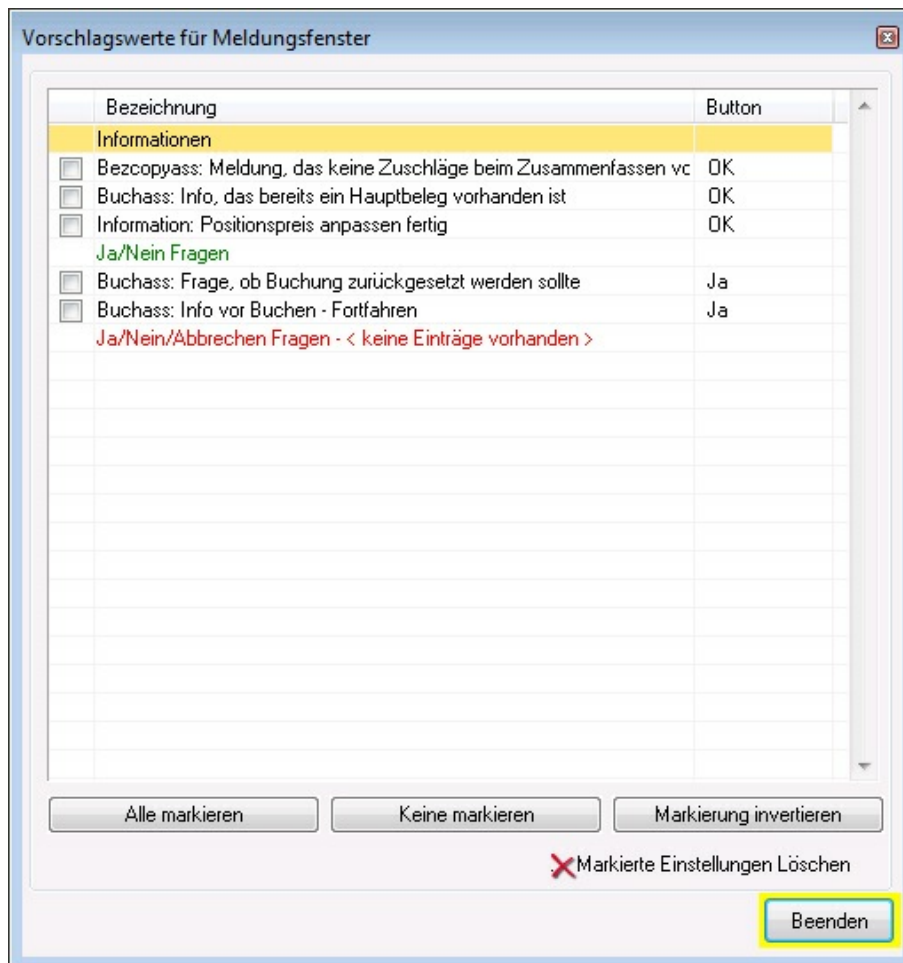 Vorschlagswerte für Meldungsfenster
Bezeichnung Button
Informationen
Bezcopyass: Meldung, das keine Zuschläge beim Zusammenfassen vc OK
Buchass: Info, das bereits ein Hauptbeleg vorhanden ist OK
Information: Positionspreis anpassen fertig OK
Ja/Nein Fragen
Buchass: Frage, ob Buchung zurückgesetzt werden sollte Ja
Buchass: Info vor Buchen - Fortfahren Ja
Ja/Nein/Abbrechen Fragen - < keine Einträge vorhanden >
Alle markieren Keine markieren Markierung invertieren
Markierte Einstellungen Löschen
Beenden